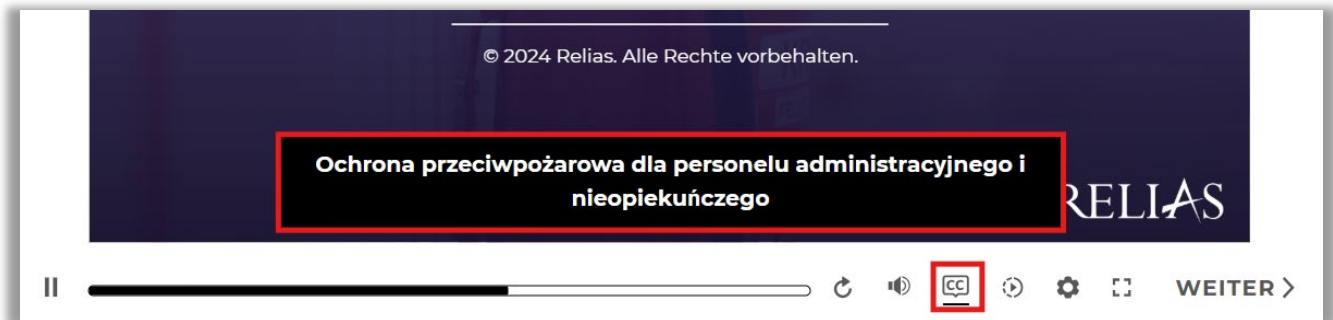 © 2024 Relias. Alle Rechte vorbehalten.
Ochrona przeciwpożarowa dla personelu administracyjnego i
nieopiekuńczego
RELIAS
CC
WEITER